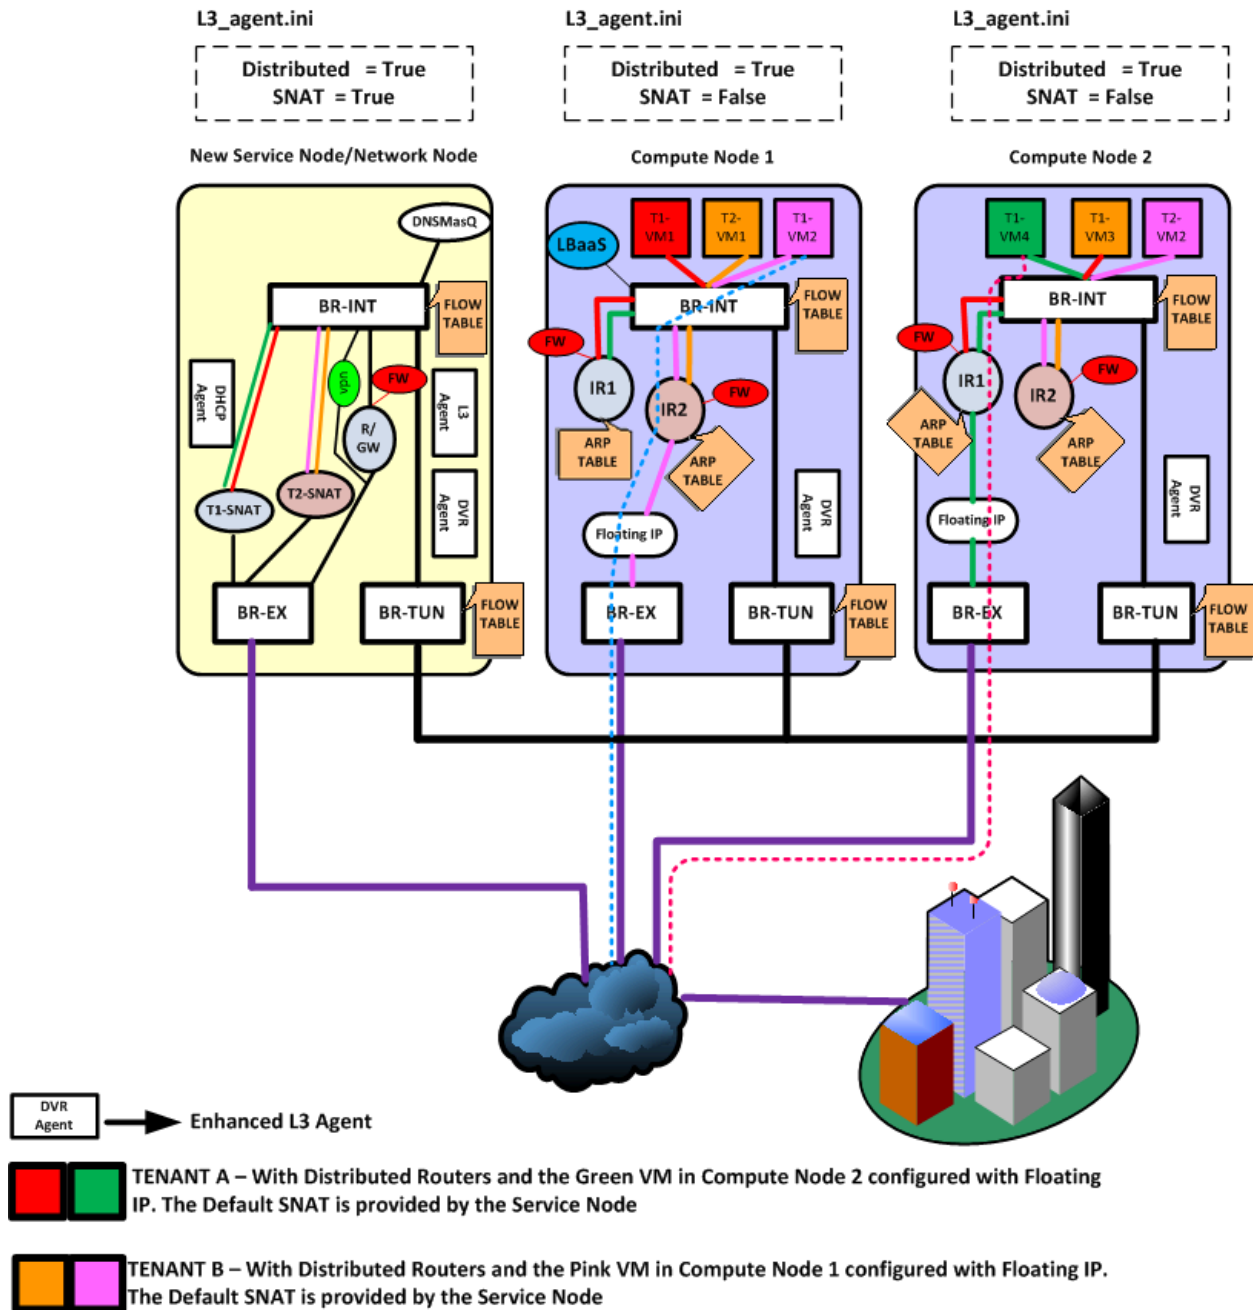 L3_agent.ini
L3_agent.ini
L3_agent.ini
Distributed = True
SNAT = True
Distributed = True
SNAT = False
Distributed = True
SNAT = False
New Service Node/Network Node
Compute Node 1
Compute Node 2
DNSMasQ
BR-INT
FLOW
TABLE
DHCP
Agent
vpn
FW
R/
GW
L3
Agent
T1-SNAT
T2-SNAT
DVR
Agent
BR-EX
BR-TUN
FLOW
TABLE
LBaaS
T1-
VM1
T2-
VM1
T1-
VM2
BR-INT
FLOW
TABLE
FW
IR1
IR2
FW
ARP
TABLE
ARP
TABLE
Floating IP
DVR
Agent
BR-EX
BR-TUN
FLOW
TABLE
T1-
VM4
T1-
VM3
T2-
VM2
BR-INT
FLOW
TABLE
FW
IR1
IR2
FW
ARP
TABLE
ARP
TABLE
Floating IP
DVR
Agent
BR-EX
BR-TUN
FLOW
TABLE
DVR
Agent
Enhanced L3 Agent
TENANT A – With Distributed Routers and the Green VM in Compute Node 2 configured with Floating
IP. The Default SNAT is provided by the Service Node
TENANT B – With Distributed Routers and the Pink VM in Compute Node 1 configured with Floating IP.
The Default SNAT is provided by the Service Node